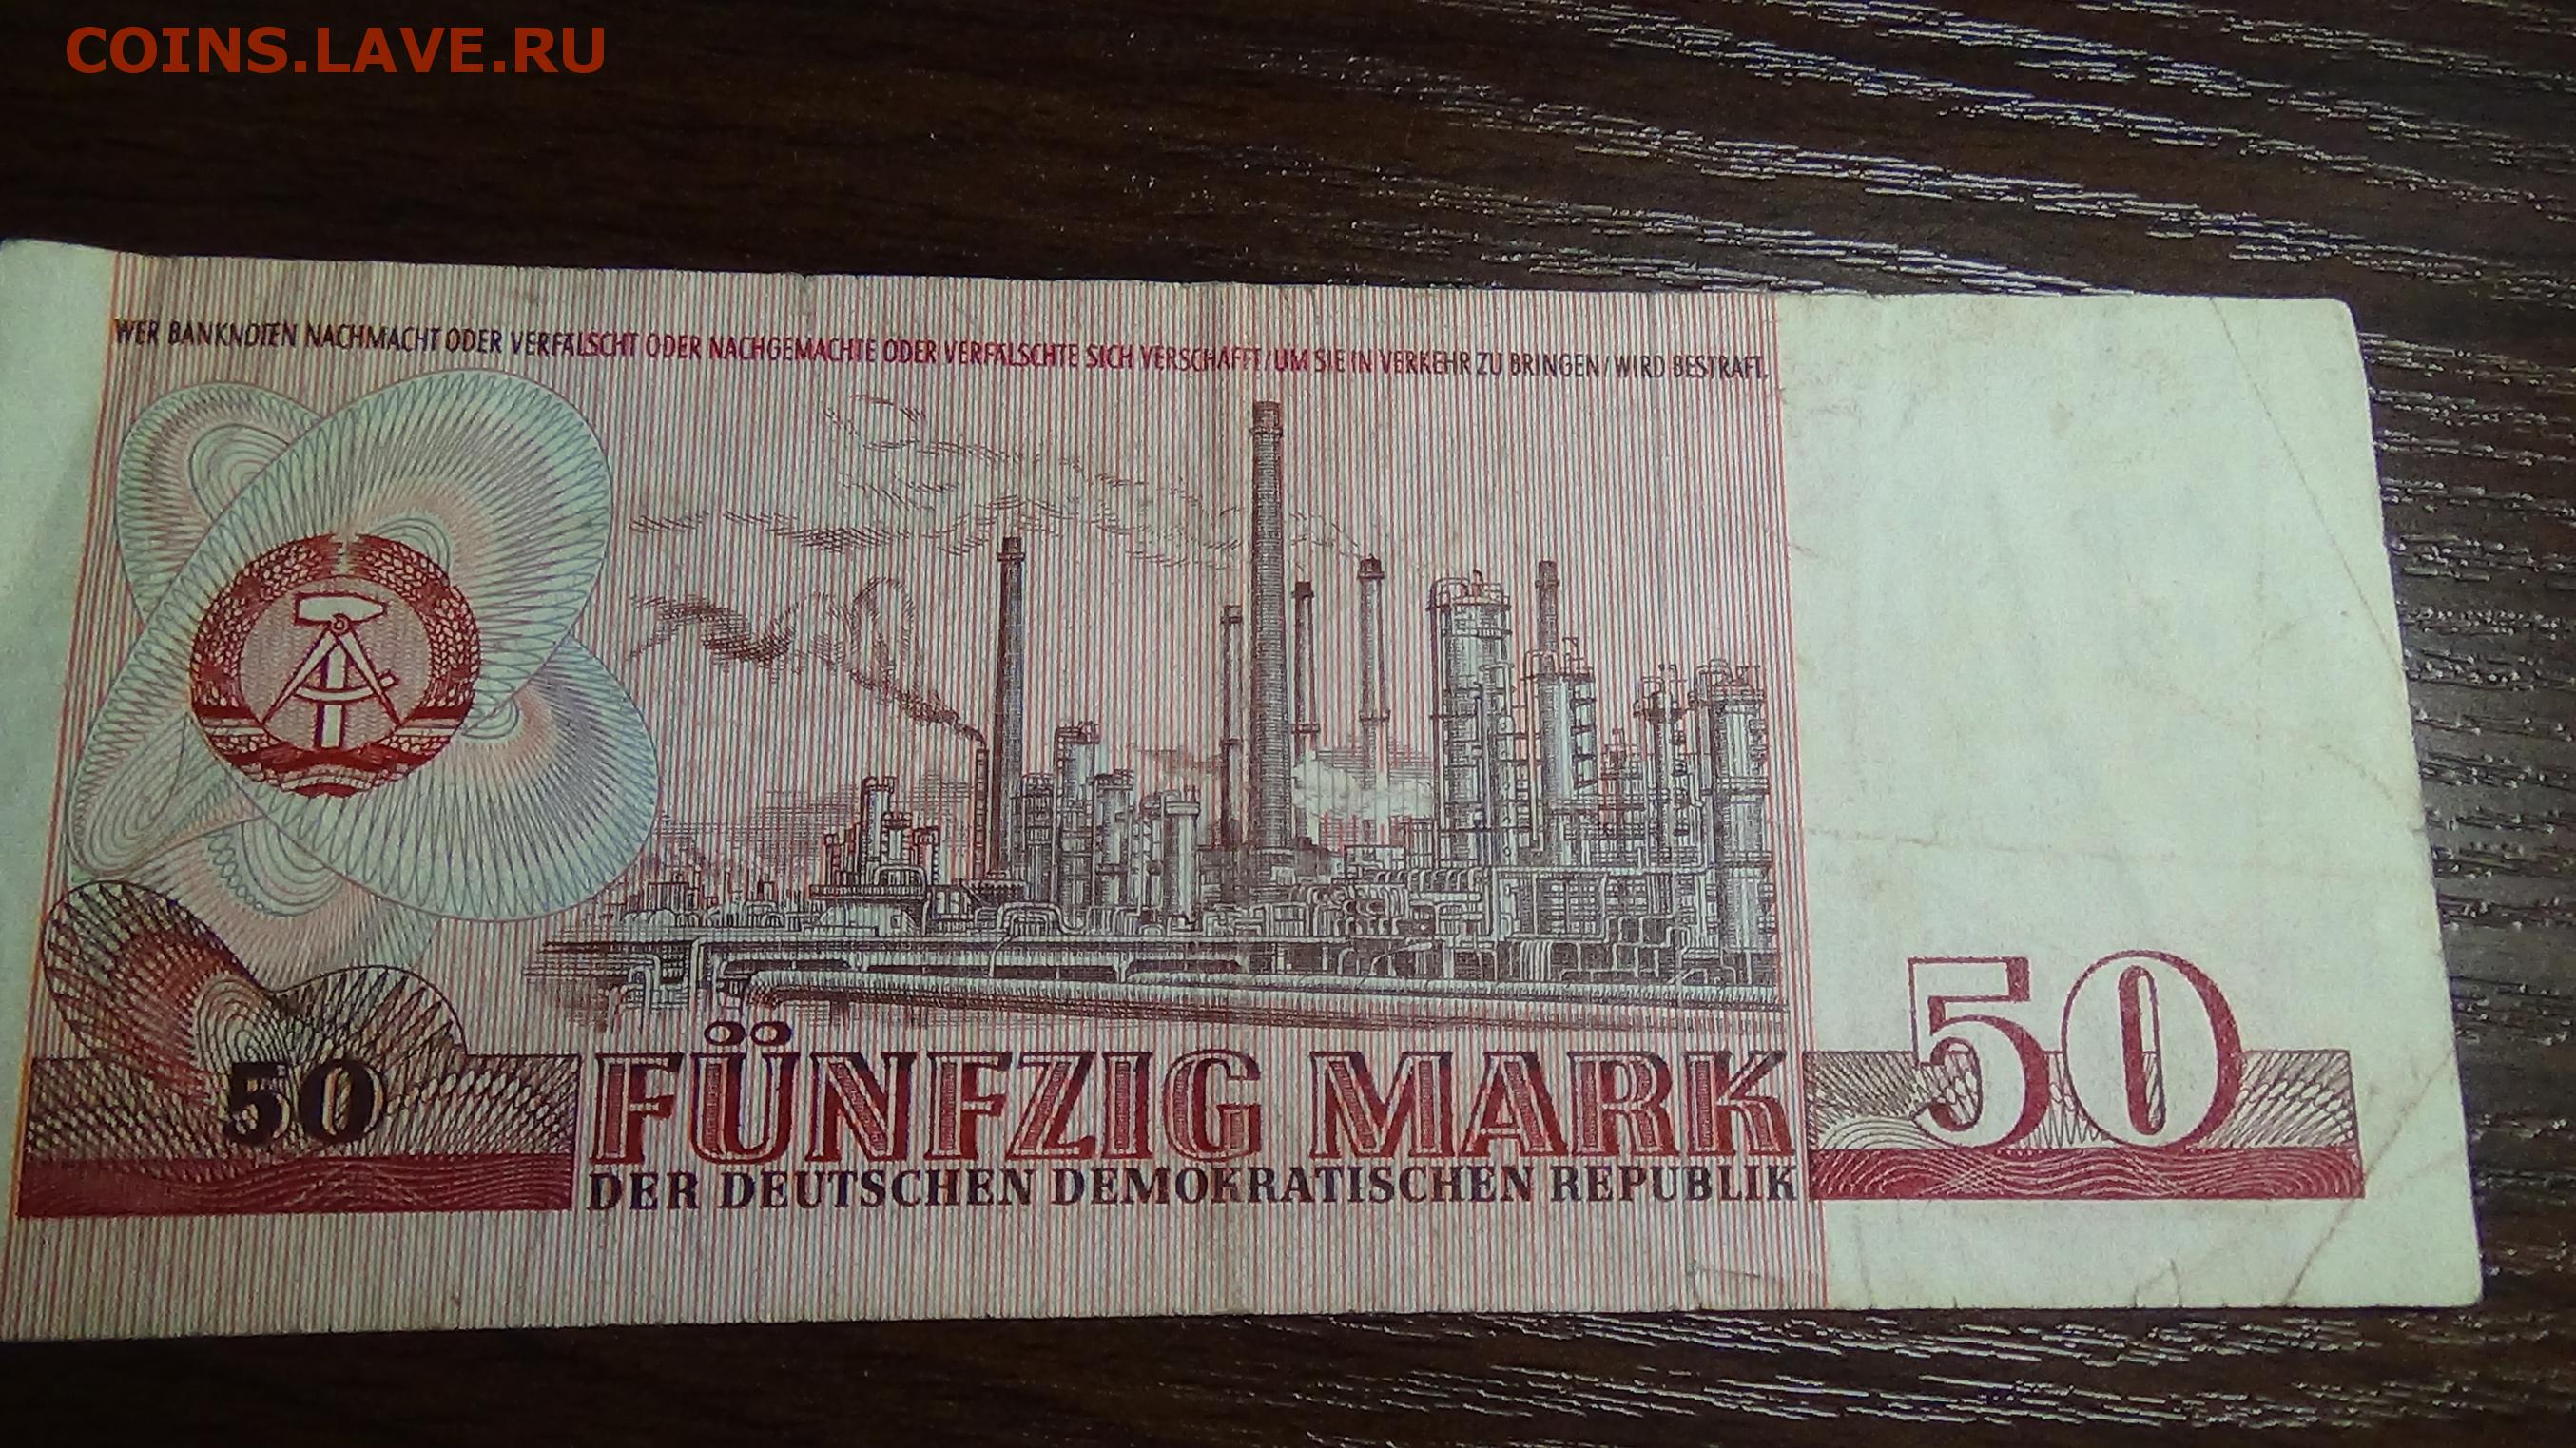 COINS.LAVE.RU
WER BANKNOTEN NACHMACHT ODER VERFÄLSCHT ODER NACHGEMACHTE ODER VERFÄLSCHTE SICH VERSCHAFFT/UM SIE IN VERKEHR ZU BRINGEN/WIRD BESTRAFT.
50 FÜNFZIG MARK 50
DER DEUTSCHEN DEMOKRATISCHEN REPUBLIK